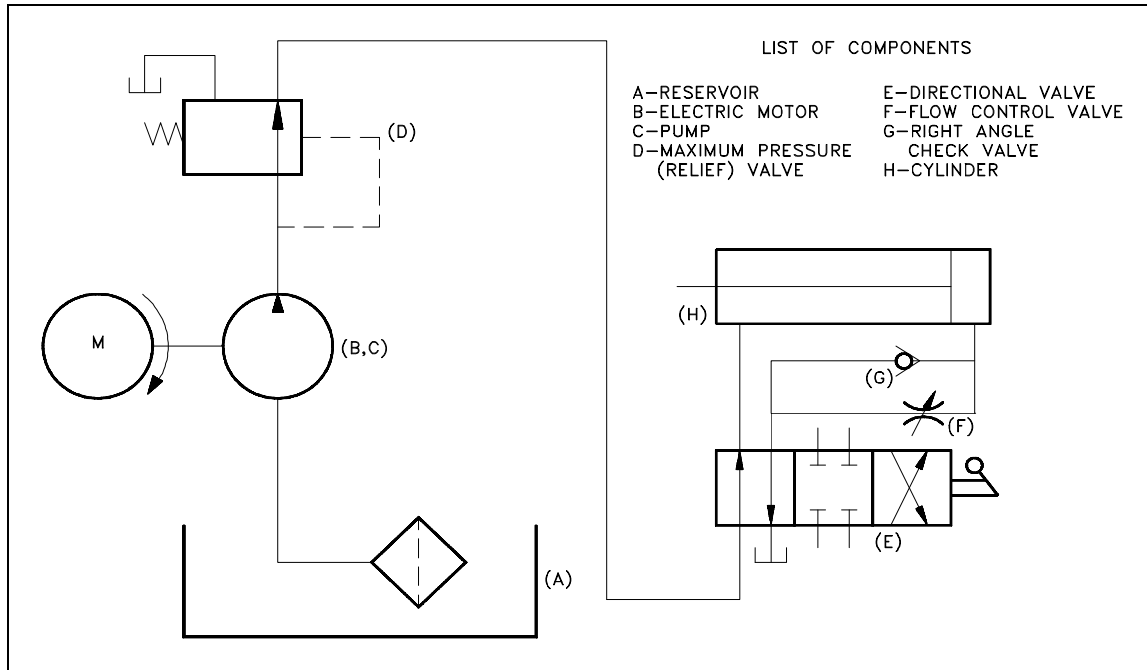 LIST OF COMPONENTS
A-RESERVOIR
B-ELECTRIC MOTOR
C-PUMP
D-MAXIMUM PRESSURE
(RELIEF) VALVE
E-DIRECTIONAL VALVE
F-FLOW CONTROL VALVE
G-RIGHT ANGLE
CHECK VALVE
H-CYLINDER
(D)
M
(B,C)
(H)
(G)
(F)
(E)
(A)